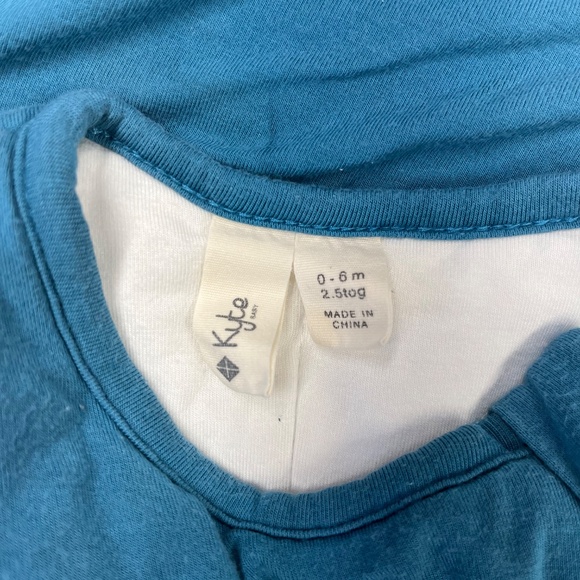 Kyte
BABY
0 - 6 m
2.5tog
MADE IN
CHINA